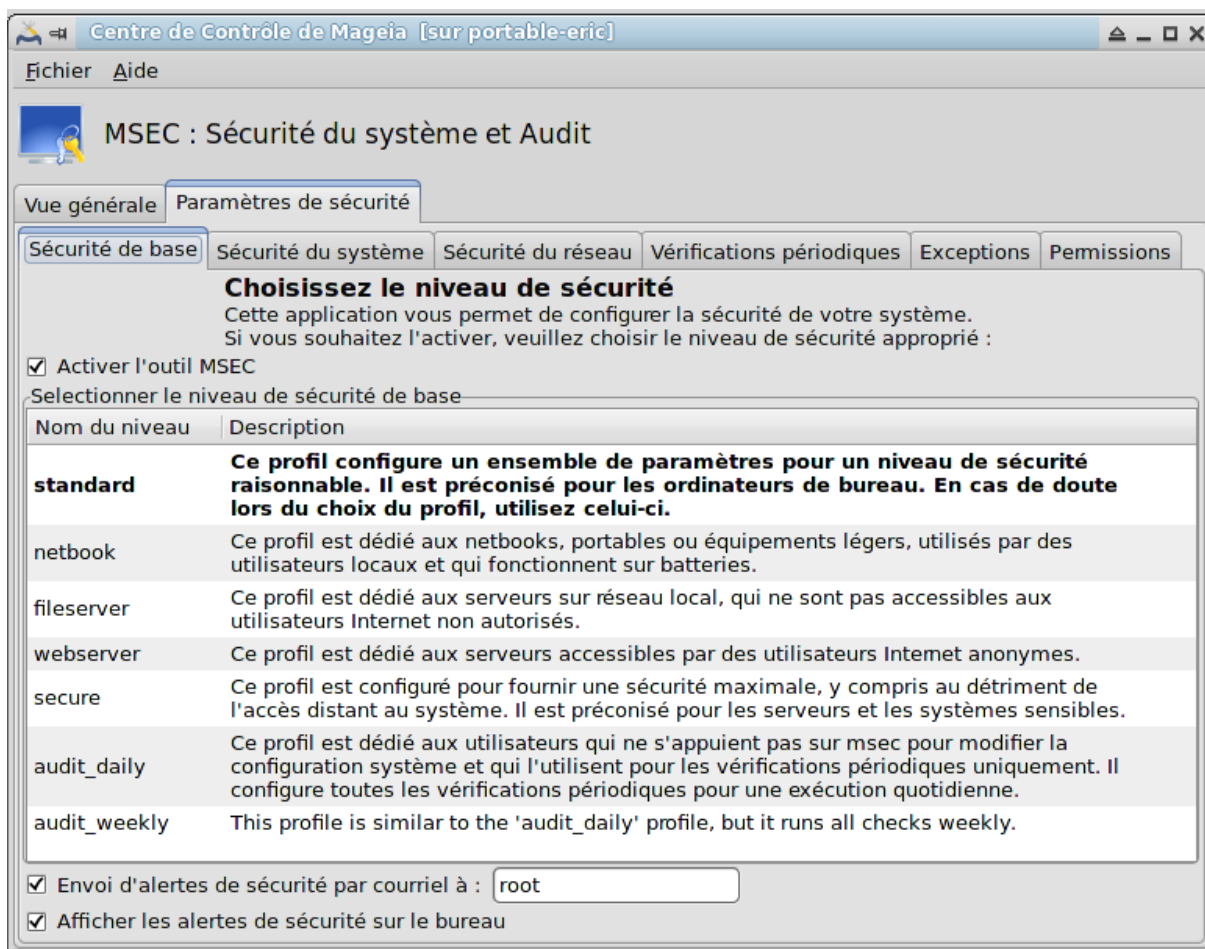 Centre de Contrôle de Mageia [sur portable-eric]
Fichier Aide
MSEC : Sécurité du système et Audit
Vue générale Paramètres de sécurité
Sécurité de base Sécurité du système Sécurité du réseau Vérifications périodiques Exceptions Permissions
Choisissez le niveau de sécurité
Cette application vous permet de configurer la sécurité de votre système.
Si vous souhaitez l'activer, veuillez choisir le niveau de sécurité approprié :
Activer l'outil MSEC
Selectionner le niveau de sécurité de base
Nom du niveau Description
standard
Ce profil configure un ensemble de paramètres pour un niveau de sécurité
raisonnable. Il est préconisé pour les ordinateurs de bureau. En cas de doute
lors du choix du profil, utilisez celui-ci.
netbook
Ce profil est dédié aux netbooks, portables ou équipements légers, utilisés par des
utilisateurs locaux et qui fonctionnent sur batteries.
fileserver
Ce profil est dédié aux serveurs sur réseau local, qui ne sont pas accessibles aux
utilisateurs Internet non autorisés.
webserver Ce profil est dédié aux serveurs accessibles par des utilisateurs Internet anonymes.
secure
Ce profil est configuré pour fournir une sécurité maximale, y compris au détriment de
l'accès distant au système. Il est préconisé pour les serveurs et les systèmes sensibles.
audit_daily
Ce profil est dédié aux utilisateurs qui ne s'appuient pas sur msec pour modifier la
configuration système et qui l'utilisent pour les vérifications périodiques uniquement. Il
configure toutes les vérifications périodiques pour une exécution quotidienne.
audit_weekly This profile is similar to the 'audit_daily' profile, but it runs all checks weekly.
Envoi d'alertes de sécurité par courriel à : root
Afficher les alertes de sécurité sur le bureau